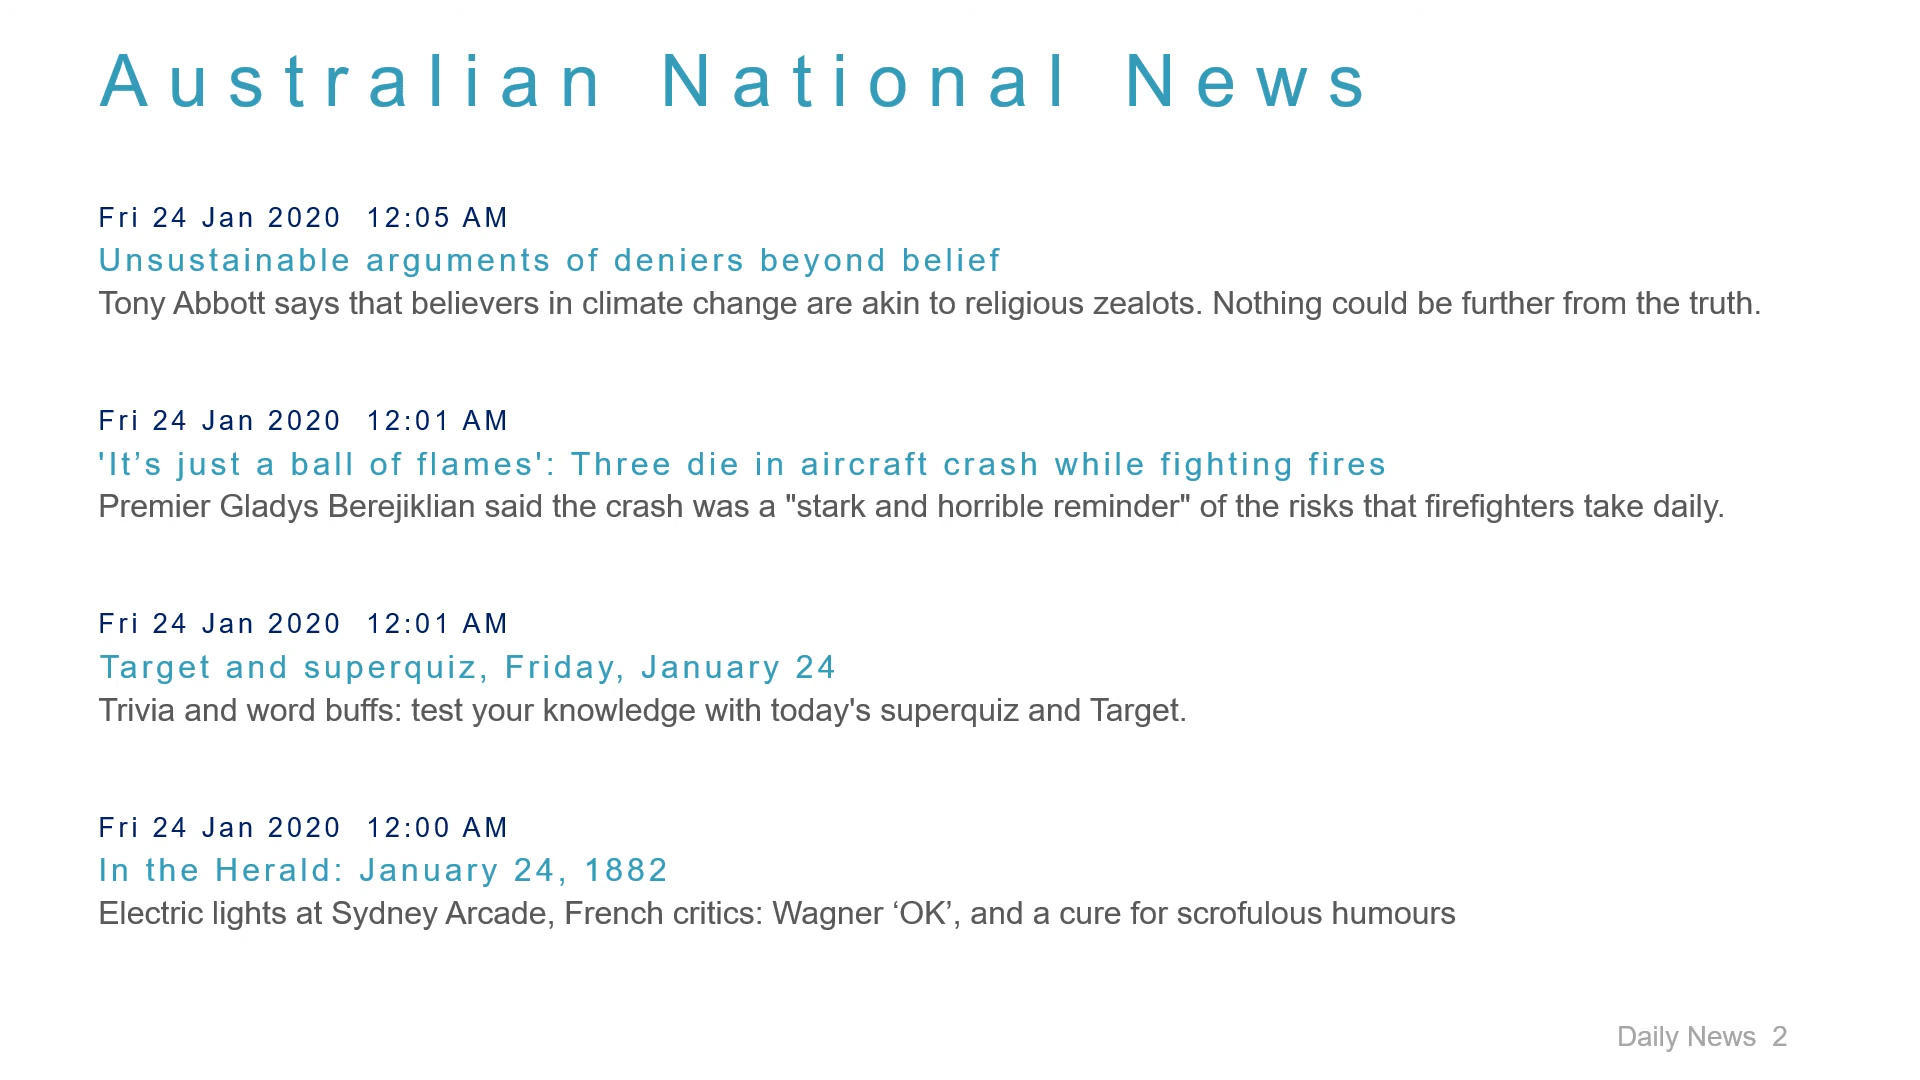 Australian National News
Fri 24 Jan 2020  12:05 AM
Unsustainable arguments of deniers beyond belief
Tony Abbott says that believers in climate change are akin to religious zealots. Nothing could be further from the truth.
Fri 24 Jan 2020  12:01 AM
'It’s just a ball of flames': Three die in aircraft crash while fighting fires
Premier Gladys Berejiklian said the crash was a "stark and horrible reminder" of the risks that firefighters take daily.
Fri 24 Jan 2020  12:01 AM
Target and superquiz, Friday, January 24
Trivia and word buffs: test your knowledge with today's superquiz and Target.
Fri 24 Jan 2020  12:00 AM
In the Herald: January 24, 1882
Electric lights at Sydney Arcade, French critics: Wagner ‘OK’, and a cure for scrofulous humours
Daily News  2